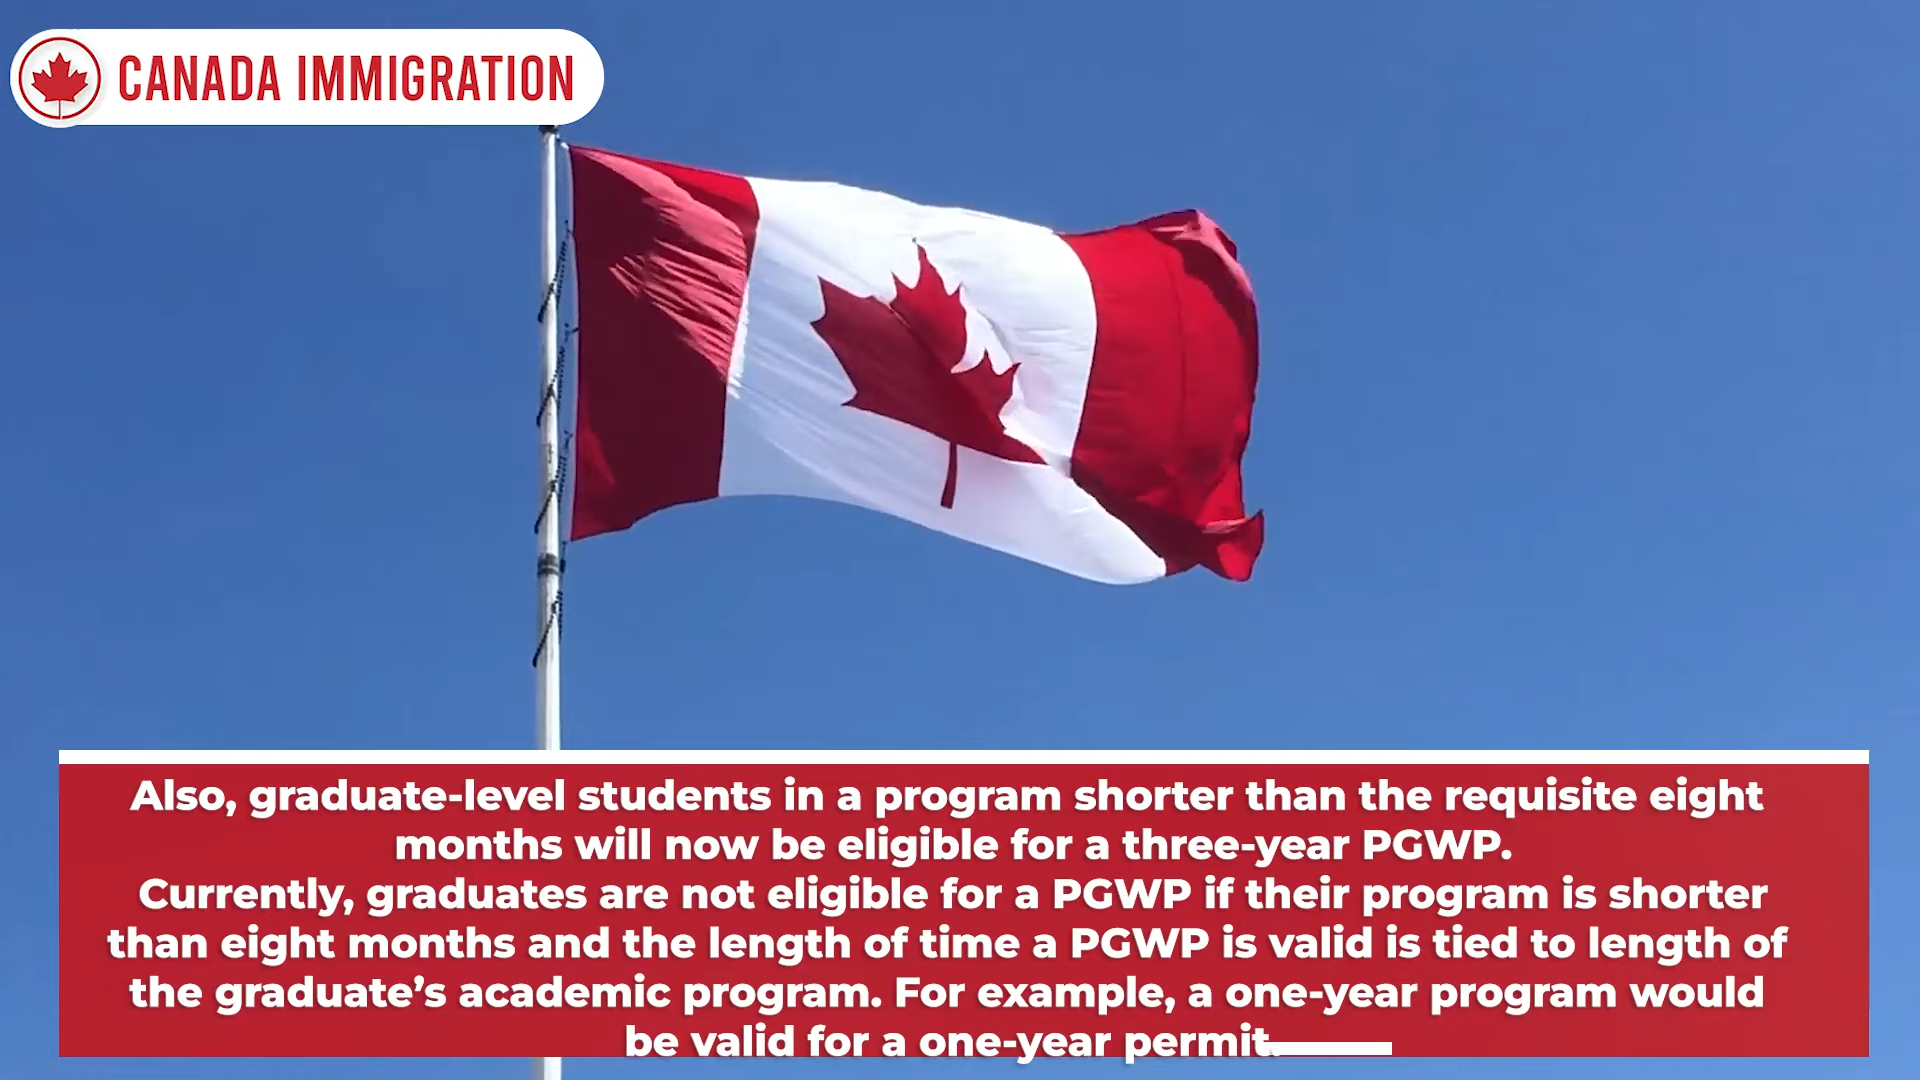 CANADA IMMIGRATION
Also, graduate-level students in a program shorter than the requisite eight
months will now be eligible for a three-year PGWP.
Currently, graduates are not eligible for a PGWP if their program is shorter
than eight months and the length of time a PGWP is valid is tied to length of
the graduate’s academic program. For example, a one-year program would
be valid for a one-year permit.